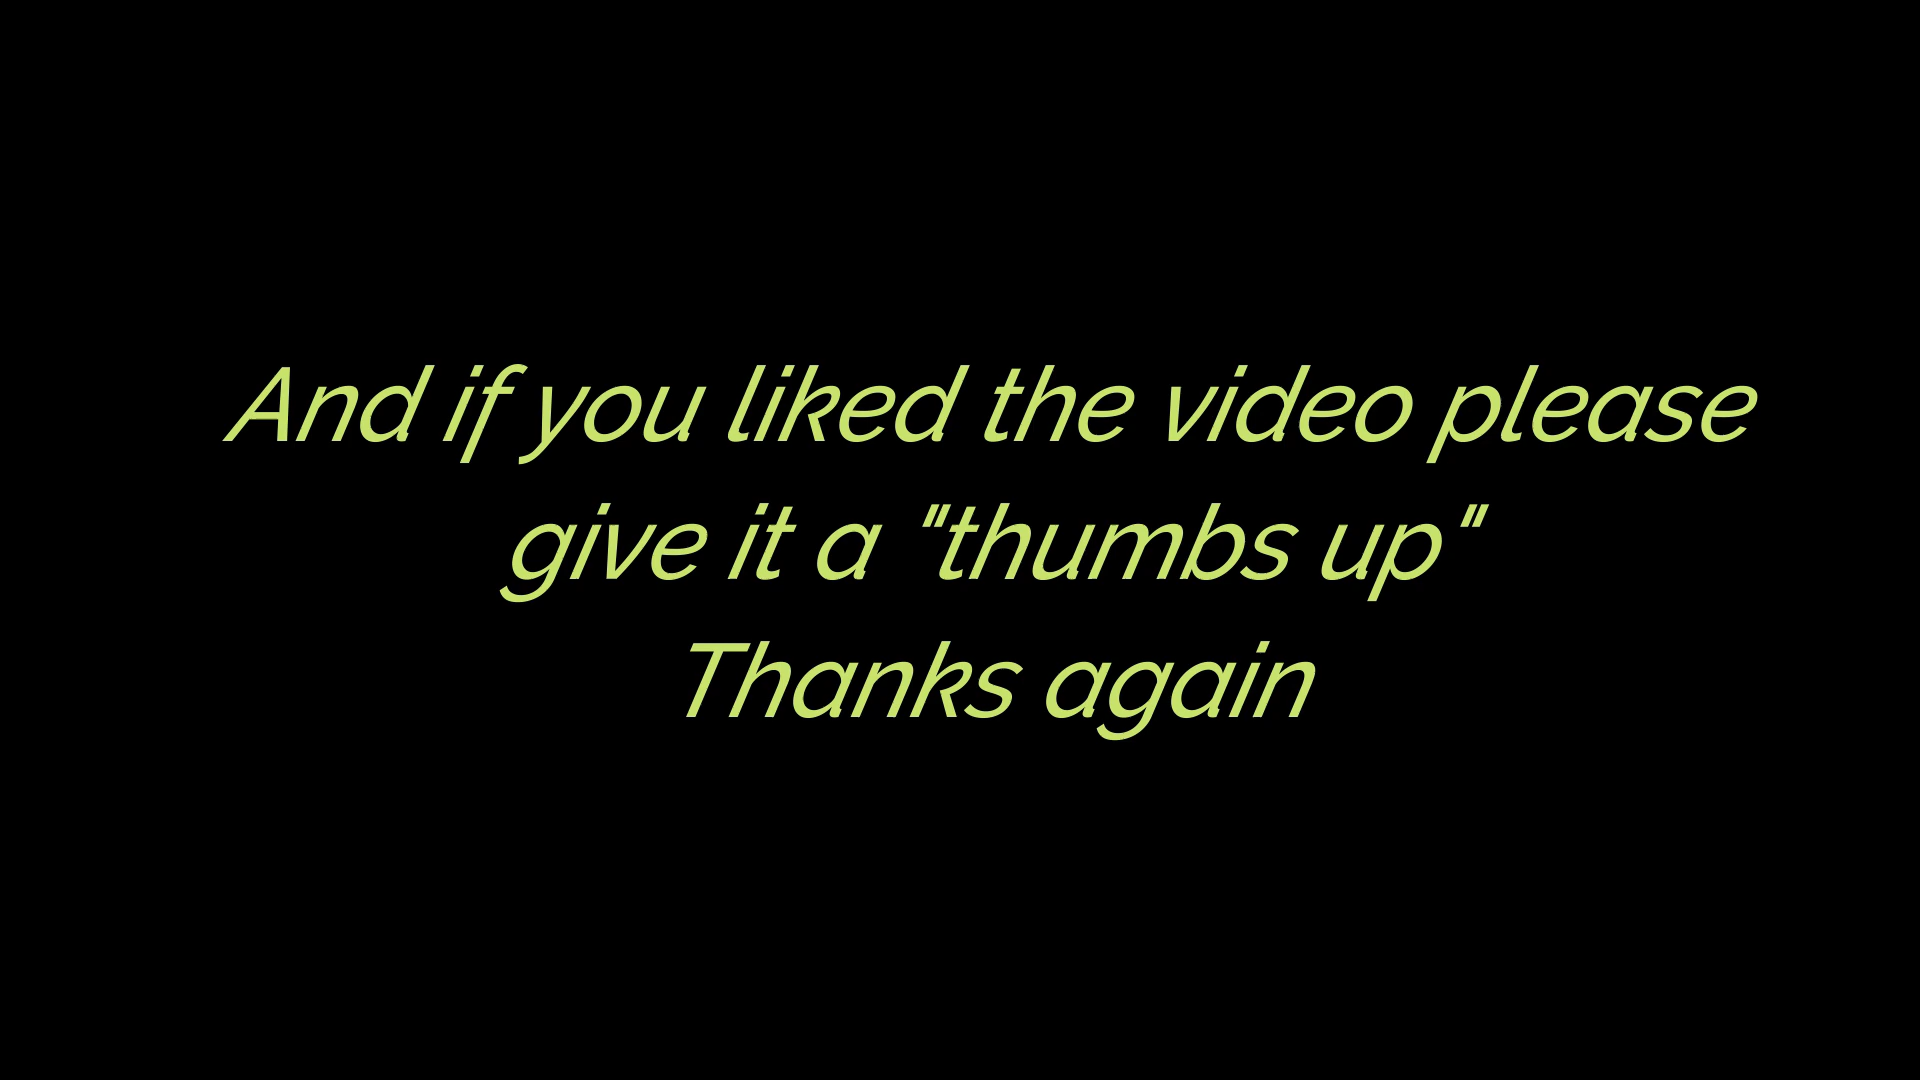 And if you liked the video please
give it a "thumbs up"
Thanks again